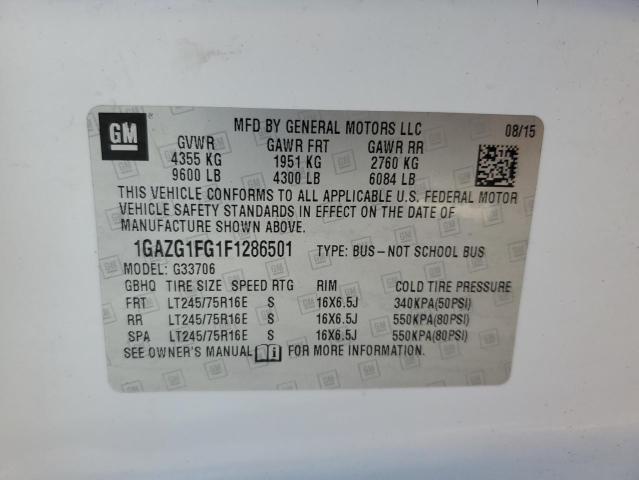 GM
MFD BY GENERAL MOTORS LLC 08/15
GVWR GAWR FRT GAWR RR
4355 KG 1951 KG 2760 KG
9600 LB 4300 LB 6084 LB
THIS VEHICLE CONFORMS TO ALL APPLICABLE U.S. FEDERAL MOTOR
VEHICLE SAFETY STANDARDS IN EFFECT ON THE DATE OF
MANUFACTURE SHOWN ABOVE.
1GAZG1FG1F1286501 TYPE: BUS-NOT SCHOOL BUS
MODEL: G33706
GBHQ TIRE SIZE SPEED RTG RIM COLD TIRE PRESSURE
FRT LT245/75R16E S 16X6.5J 340KPA(50PSI)
RR LT245/75R16E S 16X6.5J 550KPA(80PSI)
SPA LT245/75R16E S 16X6.5J 550KPA(80PSI)
SEE OWNER'S MANUAL FOR MORE INFORMATION.